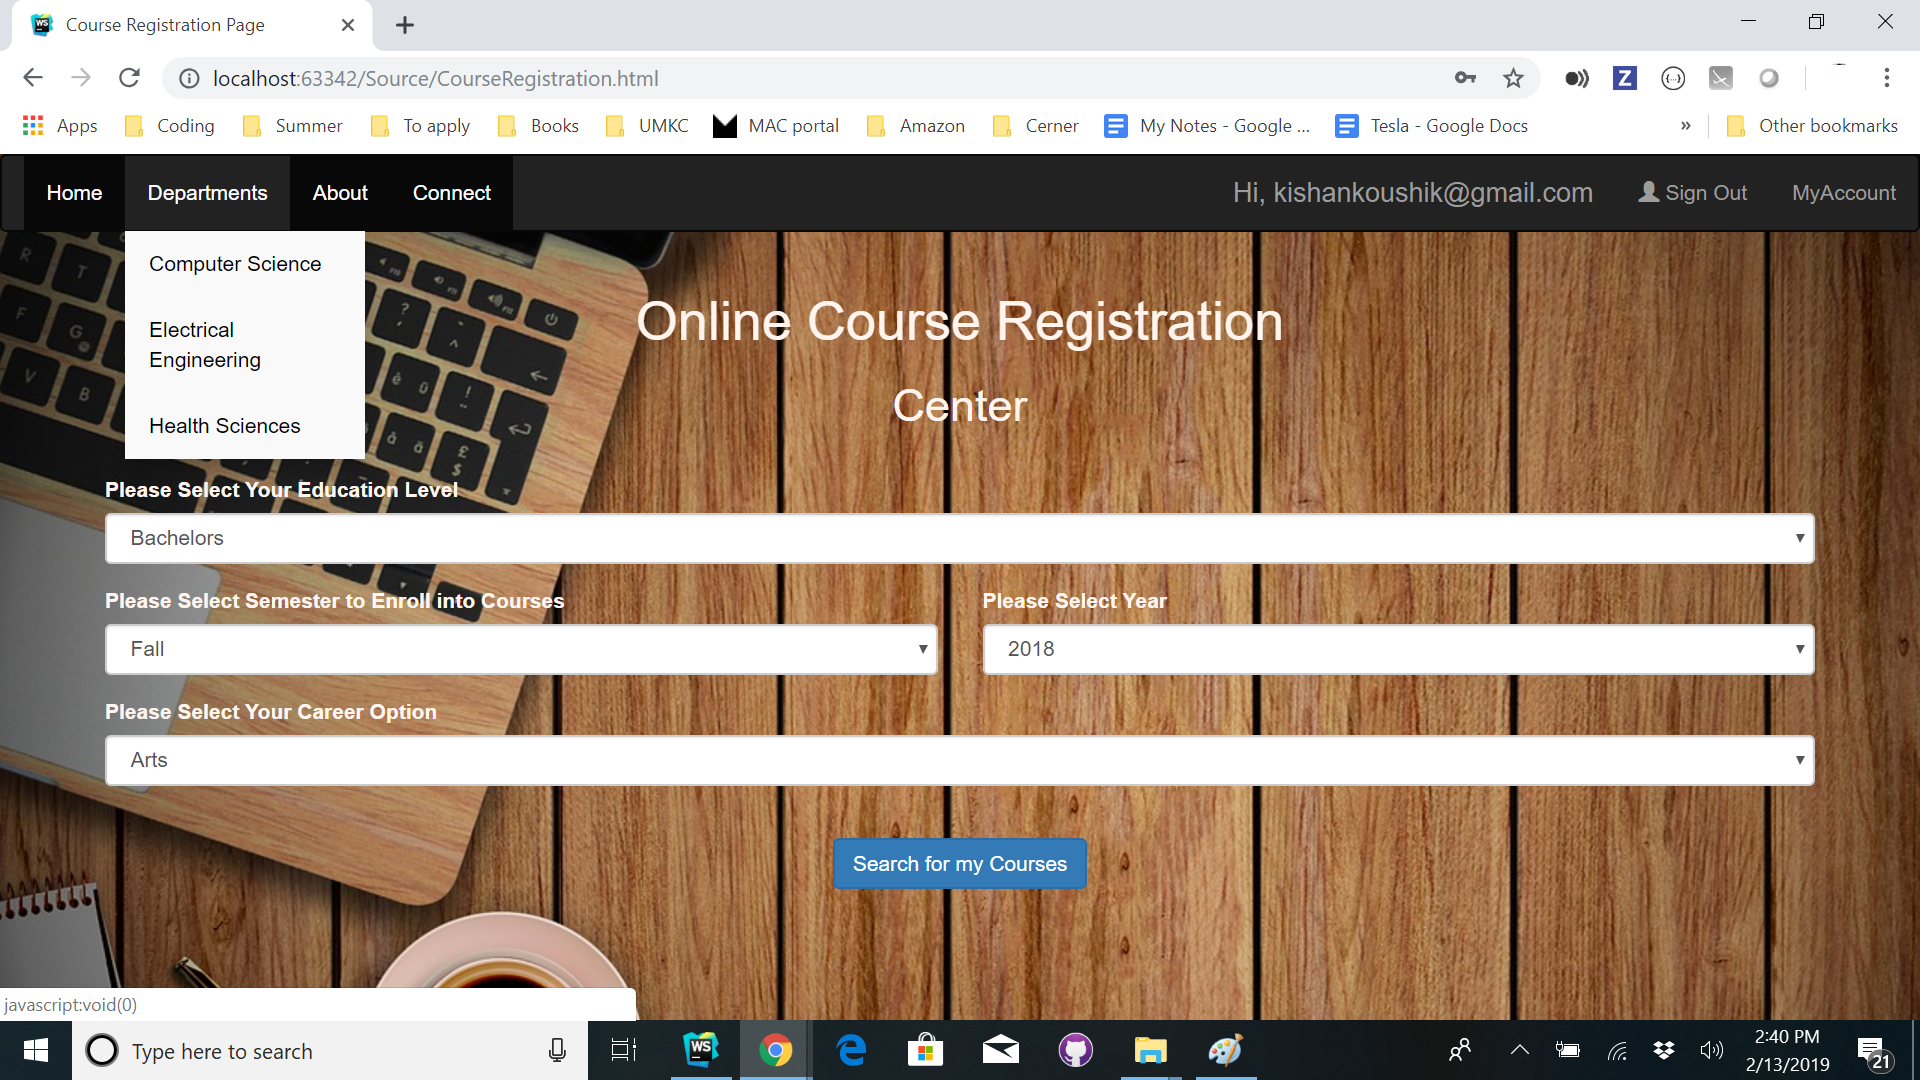 Course Registration Page
localhost:63342/Source/CourseRegistration.html
Apps Coding Summer To apply Books UMKC MAC portal Amazon Cerner My Notes - Google ... Tesla - Google Docs » Other bookmarks
Home Departments About Connect Hi, kishankoushik@gmail.com Sign Out MyAccount
Computer Science
Electrical
Engineering
Health Sciences
Online Course Registration
Center
Please Select Your Education Level
Bachelors
Please Select Semester to Enroll into Courses Please Select Year
Fall 2018
Please Select Your Career Option
Arts
Search for my Courses
javascript:void(0)
Type here to search
WS
2:40 PM
2/13/2019
21